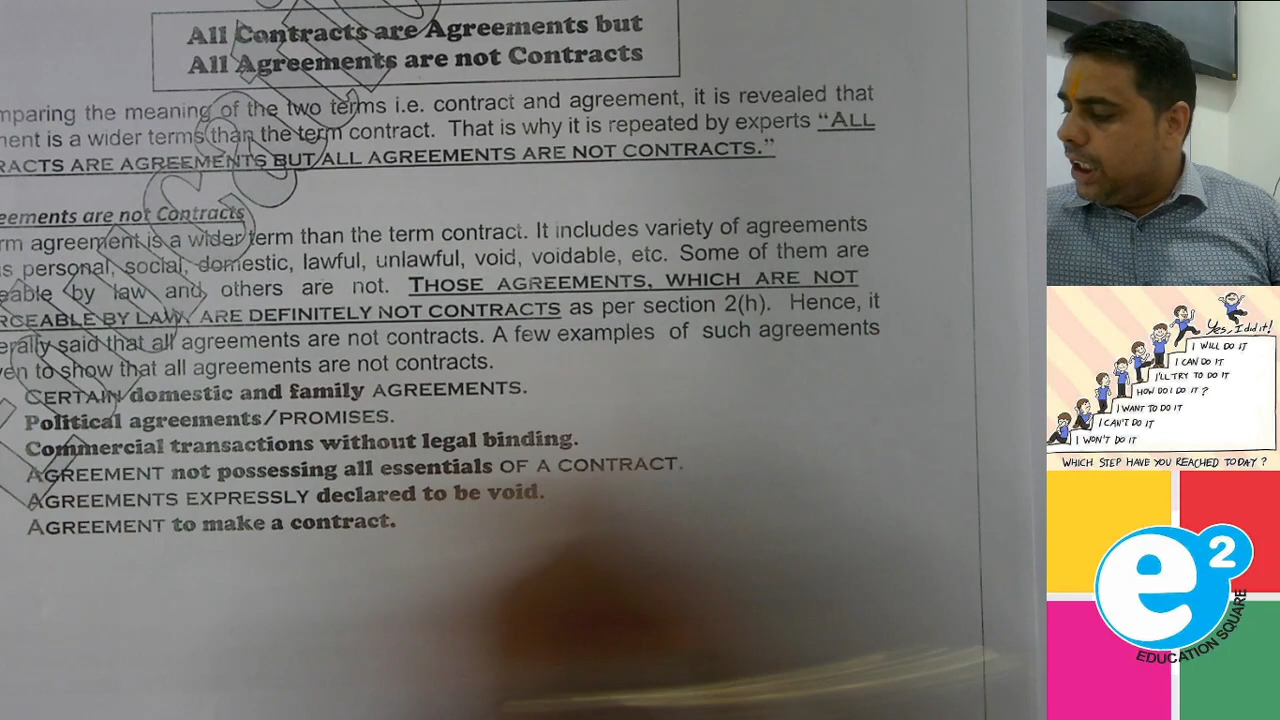 All Contracts are Agreements but
All Agreements are not Contracts
mparing the meaning of the two terms i.e. contract and agreement, it is revealed that
ment is a wider terms than the term contract. That is why it is repeated by experts "ALL
RACTS ARE AGREEMENTS BUT ALL AGREEMENTS ARE NOT CONTRACTS."
eements are not Contracts
rm agreement is a wider term than the term contract. It includes variety of agreements
s personal, social, domestic, lawful, unlawful, void, voidable, etc. Some of them are
eable by law and others are not. THOSE AGREEMENTS, WHICH ARE NOT
RCEABLE BY LAW, ARE DEFINITELY NOT CONTRACTS as per section 2(h). Hence, it
erally said that all agreements are not contracts. A few examples of such agreements
ven to show that all agreements are not contracts.
CERTAIN domestic and family AGREEMENTS.
Political agreements/PROMISES.
Commercial transactions without legal binding.
AGREEMENT not possessing all essentials OF A CONTRACT.
AGREEMENTS EXPRESSLY declared to be void.
AGREEMENT to make a contract.
Yes, I did it!
I WILL DO IT
I CAN DO IT
I'LL TRY TO DO IT
HOW DO I DO IT?
I WANT TO DO IT
I CAN'T DO IT
I WON'T DO IT
WHICH STEP HAVE YOU REACHED TODAY?
e2
EDUCATION SQUARE